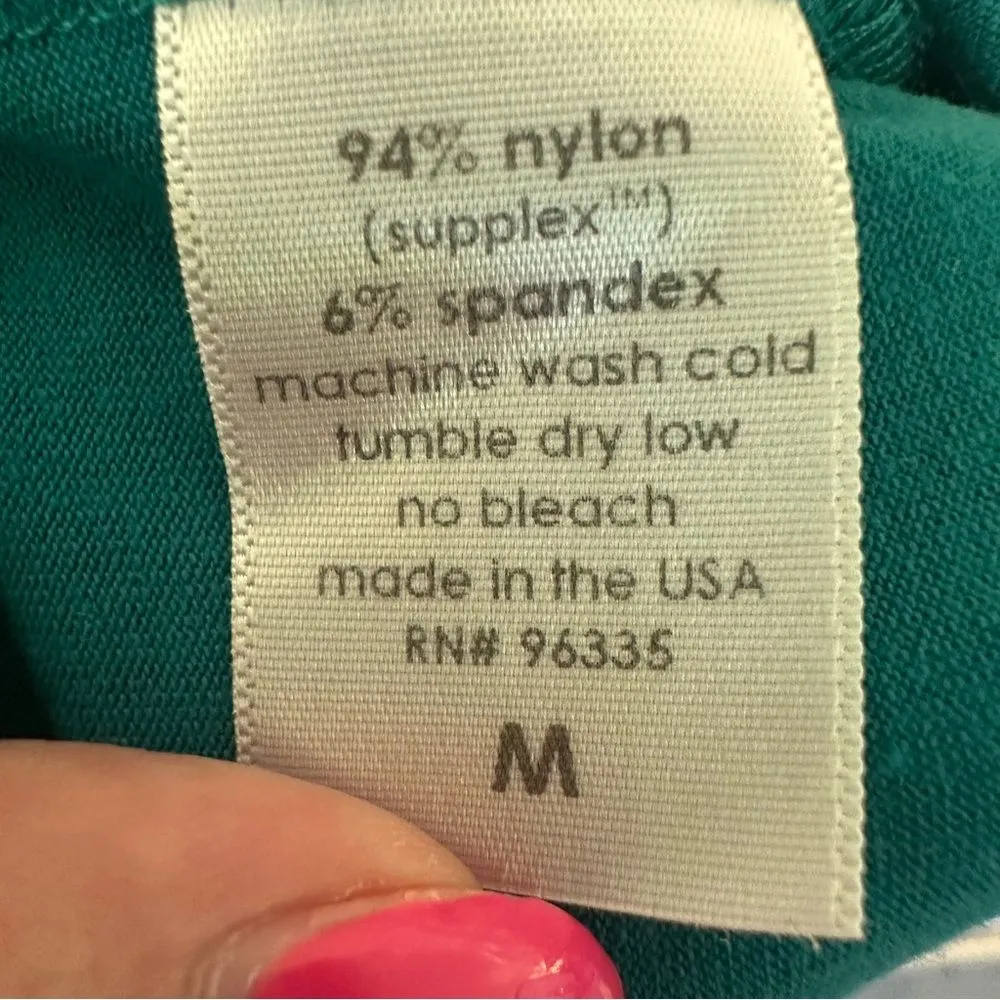 94% nylon
(supplex™)
6% spandex
machine wash cold
tumble dry low
no bleach
made in the USA
RN# 96335
M